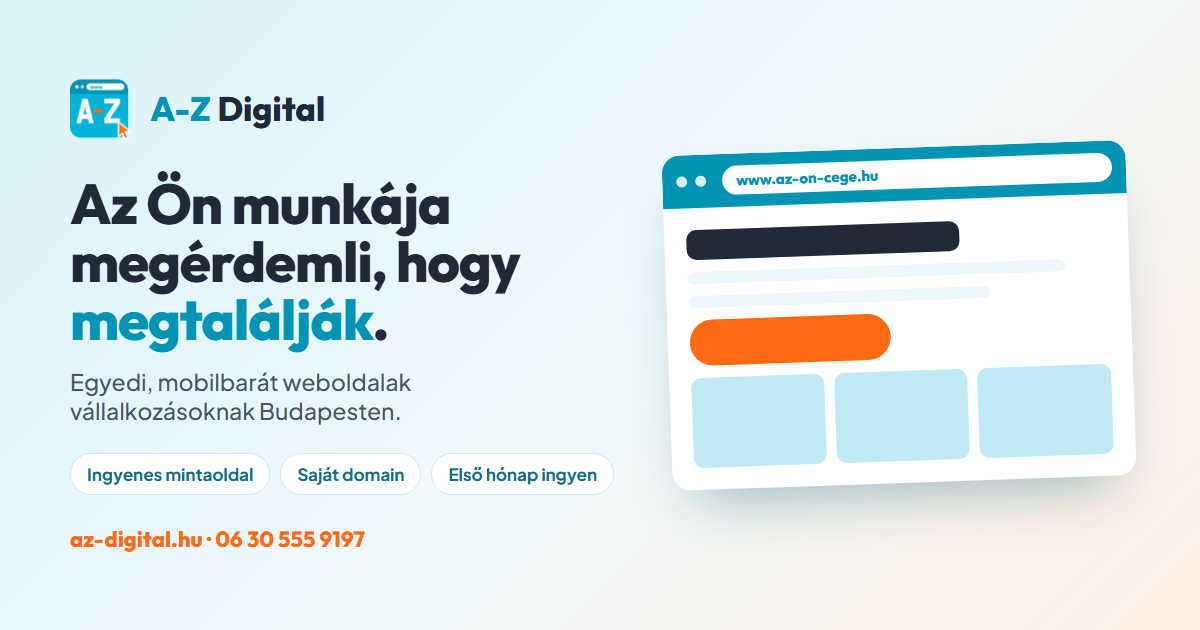 www.
A-Z
A-Z Digital
Az Ön munkája
megérdemli, hogy
megtalálják.
Egyedi, mobilbarát weboldalak
vállalkozásoknak Budapesten.
Ingyenes mintaoldal
Saját domain
Első hónap ingyen
az-digital.hu · 06 30 555 9197
www.az-on-cege.hu